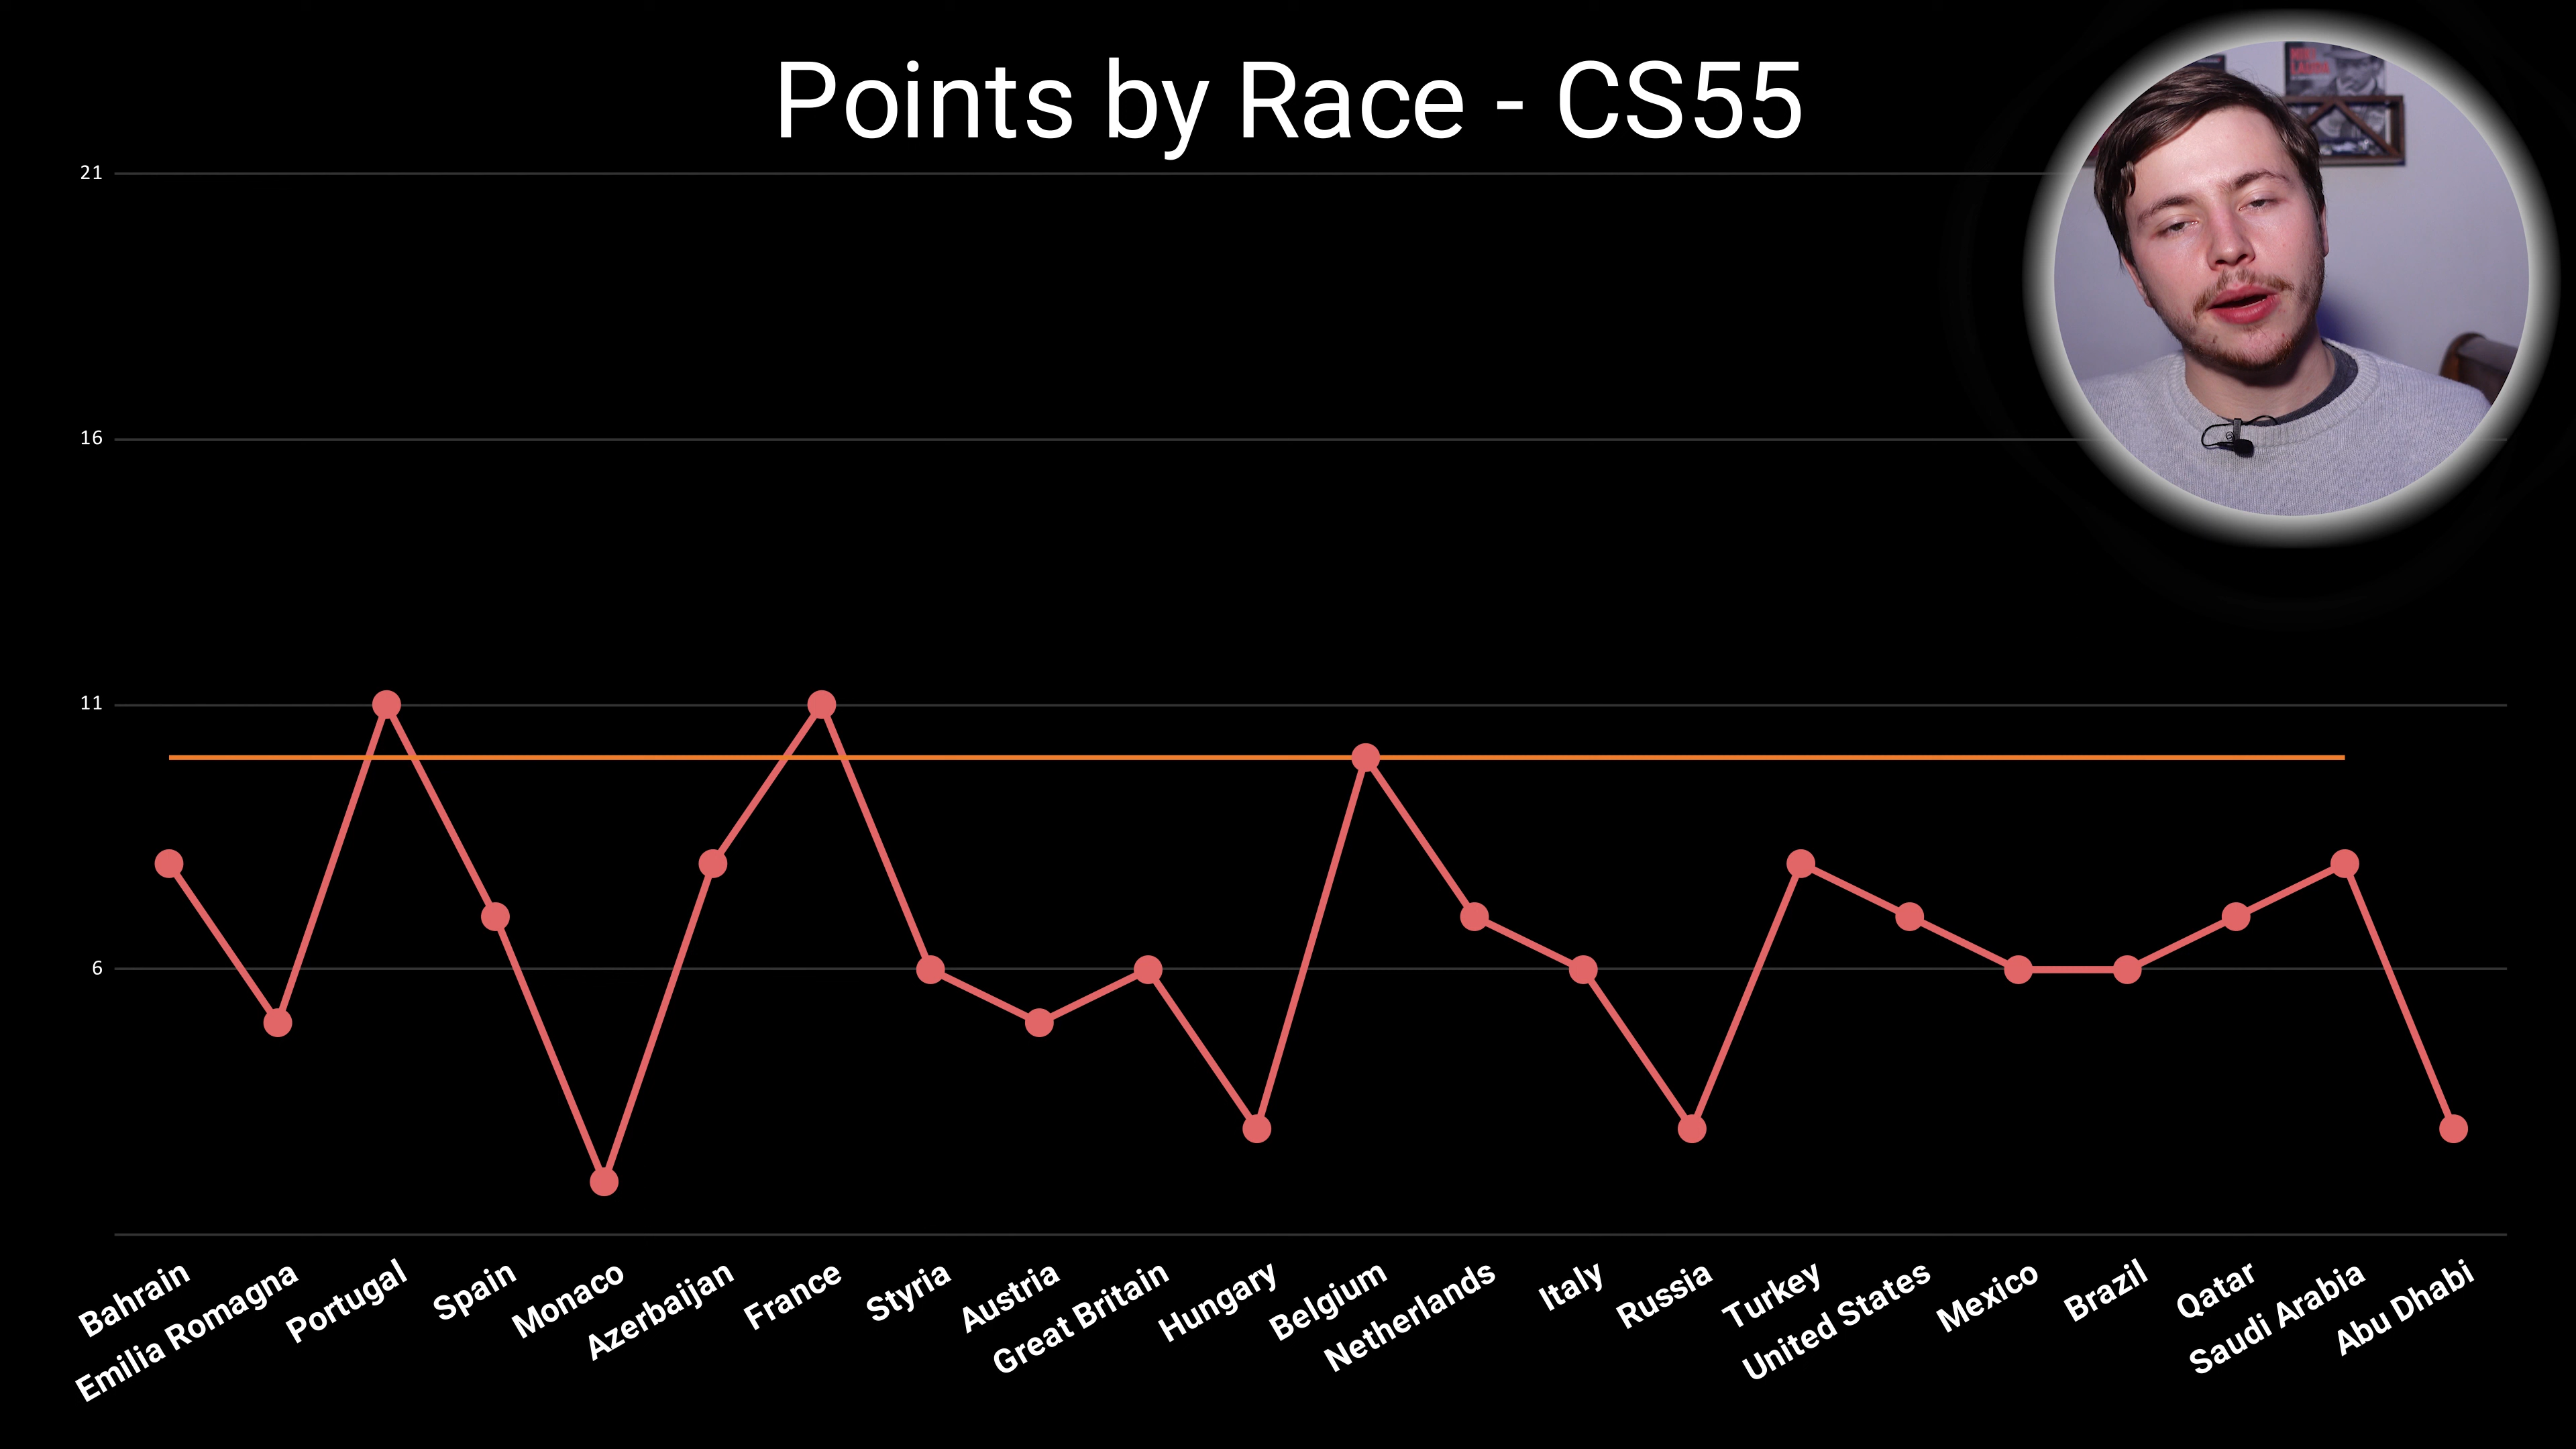 Points by Race - CS55
21
16
11
6
6
Bahrain
Emilia Romagna
Portugal
Spain
Monaco
Azerbaijan
France
Styria
Austria
Great Britain
Hungary
Belgium
Netherlands
Italy
Russia
Turkey
United States
Mexico
Brazil
Qatar
Saudi Arabia
Abu Dhabi